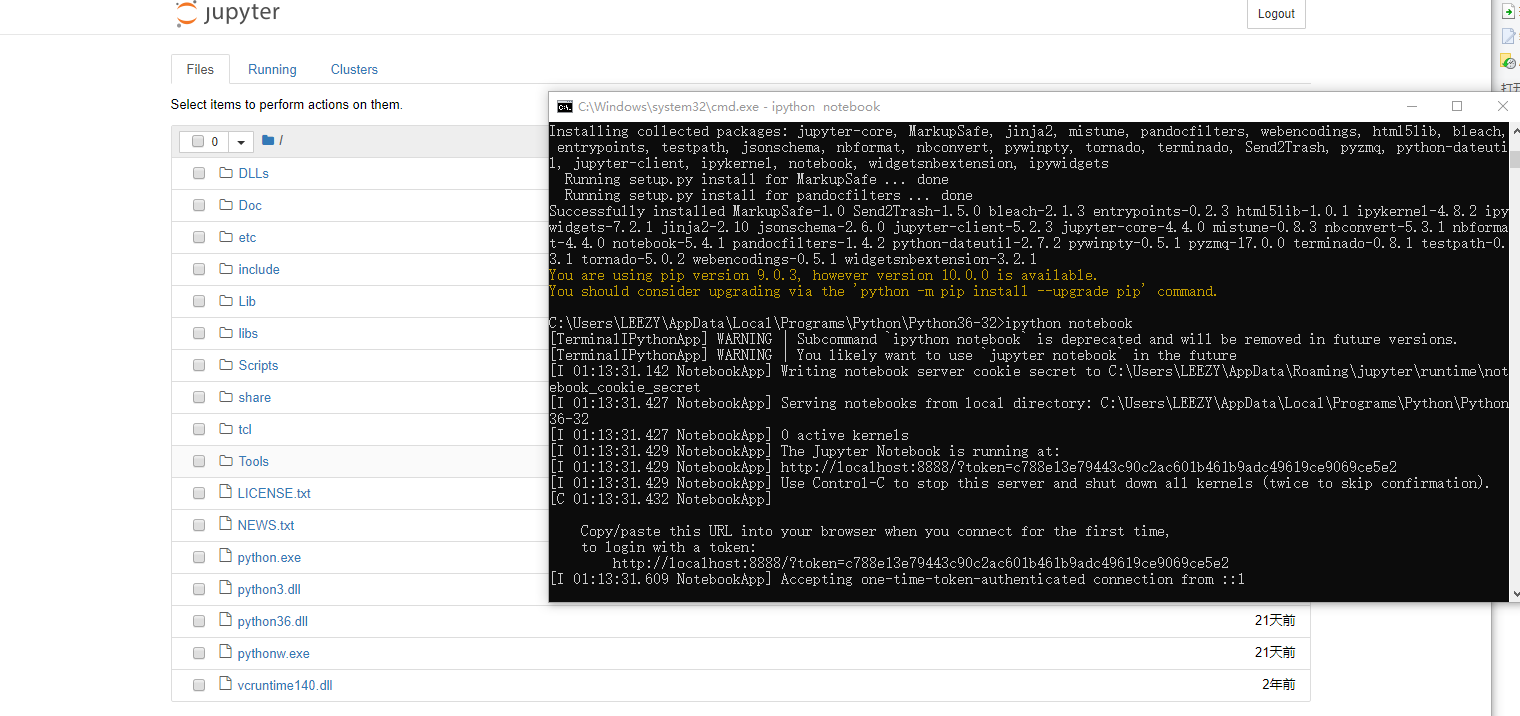 jupyter
Logout
Files
Running
Clusters
Select items to perform actions on them.
0
/
DLLs
Doc
etc
include
Lib
libs
Scripts
share
tcl
Tools
LICENSE.txt
NEWS.txt
python.exe
python3.dll
python36.dll 21天前
pythonw.exe 21天前
vcruntime140.dll 2年前
C:\Windows\system32\cmd.exe - ipython  notebook
Installing collected packages: jupyter-core, MarkupSafe, jinja2, mistune, pandocfilters, webencodings, html5lib, bleach,
 entrypoints, testpath, jsonschema, nbformat, nbconvert, pywinpty, tornado, terminado, Send2Trash, pyzmq, python-dateuti
l, jupyter-client, ipykernel, notebook, widgetsnbextension, ipywidgets
  Running setup.py install for MarkupSafe ... done
  Running setup.py install for pandocfilters ... done
Successfully installed MarkupSafe-1.0 Send2Trash-1.5.0 bleach-2.1.3 entrypoints-0.2.3 html5lib-1.0.1 ipykernel-4.8.2 ipy
widgets-7.2.1 jinja2-2.10 jsonschema-2.6.0 jupyter-client-5.2.3 jupyter-core-4.4.0 mistune-0.8.3 nbconvert-5.3.1 nbforma
t-4.4.0 notebook-5.4.1 pandocfilters-1.4.2 python-dateutil-2.7.2 pywinpty-0.5.1 pyzmq-17.0.0 terminado-0.8.1 testpath-0.
3.1 tornado-5.0.2 webencodings-0.5.1 widgetsnbextension-3.2.1
You are using pip version 9.0.3, however version 10.0.0 is available.
You should consider upgrading via the 'python -m pip install --upgrade pip' command.
C:\Users\LEEZY\AppData\Local\Programs\Python\Python36-32>ipython notebook
[TerminalIPythonApp] WARNING | Subcommand `ipython notebook` is deprecated and will be removed in future versions.
[TerminalIPythonApp] WARNING | You likely want to use `jupyter notebook` in the future
[I 01:13:31.142 NotebookApp] Writing notebook server cookie secret to C:\Users\LEEZY\AppData\Roaming\jupyter\runtime\not
ebook_cookie_secret
[I 01:13:31.427 NotebookApp] Serving notebooks from local directory: C:\Users\LEEZY\AppData\Local\Programs\Python\Python
36-32
[I 01:13:31.427 NotebookApp] 0 active kernels
[I 01:13:31.429 NotebookApp] The Jupyter Notebook is running at:
[I 01:13:31.429 NotebookApp] http://localhost:8888/?token=c788e13e79443c90c2ac601b461b9adc49619ce9069ce5e2
[I 01:13:31.429 NotebookApp] Use Control-C to stop this server and shut down all kernels (twice to skip confirmation).
[C 01:13:31.432 NotebookApp]
    Copy/paste this URL into your browser when you connect for the first time,
    to login with a token:
        http://localhost:8888/?token=c788e13e79443c90c2ac601b461b9adc49619ce9069ce5e2
[I 01:13:31.609 NotebookApp] Accepting one-time-token-authenticated connection from ::1